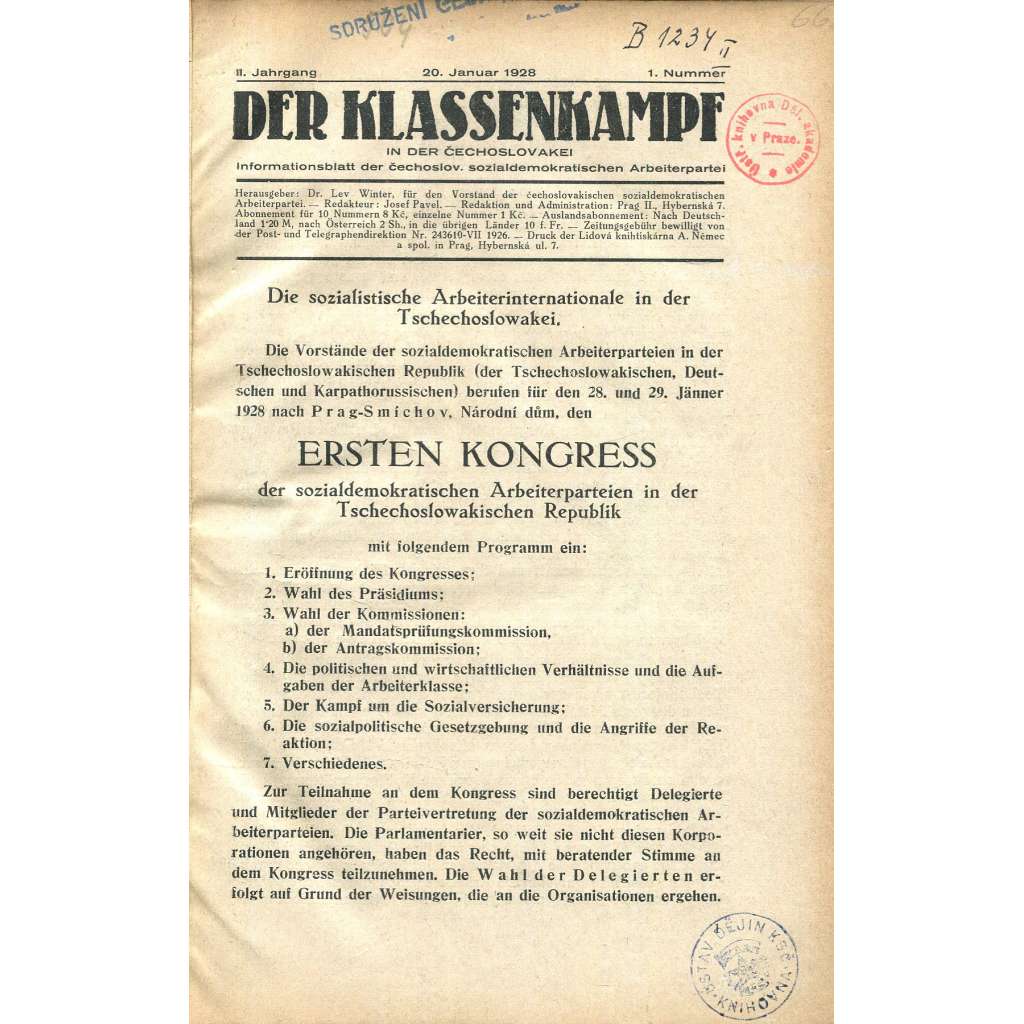 66
SDRUŽENÍ
B 1234 II
II. Jahrgang 20. Januar 1928 1. Nummer
DER KLASSENKAMPF
IN DER ČECHOSLOVAKEI
Informationsblatt der čechoslov. sozialdemokratischen Arbeiterpartei
Ústř. knihovna Děl. akademie
v Praze.
Herausgeber: Dr. Lev Winter, für den Vorstand der čechoslovakischen sozialdemokratischen
Arbeiterpartei. — Redakteur: Josef Pavel. — Redaktion und Administration: Prag II., Hybernská 7.
Abonnement für 10 Nummern 8 Kč, einzelne Nummer 1 Kč. — Auslandsabonnement: Nach Deutsch-
land 1'20 M, nach Österreich 2 Sh., in die übrigen Länder 10 f. Fr. — Zeitungsgebühr bewilligt von
der Post- und Telegraphendirektion Nr. 243610-VII 1926. — Druck der Lidová knihtiskárna A. Němec
a spol. in Prag, Hybernská ul. 7.
Die sozialistische Arbeiterinternationale in der
Tschechoslowakei.
Die Vorstände der sozialdemokratischen Arbeiterparteien in der
Tschechoslowakischen Republik (der Tschechoslowakischen, Deut-
schen und Karpathorussischen) berufen für den 28. und 29. Jänner
1928 nach Prag-Smichov, Národní dům, den
ERSTEN KONGRESS
der sozialdemokratischen Arbeiterparteien in der
Tschechoslowakischen Republik
mit folgendem Programm ein:
1. Eröffnung des Kongresses;
2. Wahl des Präsidiums;
3. Wahl der Kommissionen:
a) der Mandatsprüfungskommission,
b) der Antragskommission;
4. Die politischen und wirtschaftlichen Verhältnisse und die Auf-
gaben der Arbeiterklasse;
5. Der Kampf um die Sozialversicherung;
6. Die sozialpolitische Gesetzgebung und die Angriffe der Re-
aktion;
7. Verschiedenes.
Zur Teilnahme an dem Kongress sind berechtigt Delegierte
und Mitglieder der Parteivertretung der sozialdemokratischen Ar-
beiterparteien. Die Parlamentarier, so weit sie nicht diesen Korpo-
rationen angehören, haben das Recht, mit beratender Stimme an
dem Kongress teilzunehmen. Die Wahl der Delegierten er-
folgt auf Grund der Weisungen, die an die Organisationen ergehen.
ÚSTAV DĚJIN KSČ
KNIHOVNA